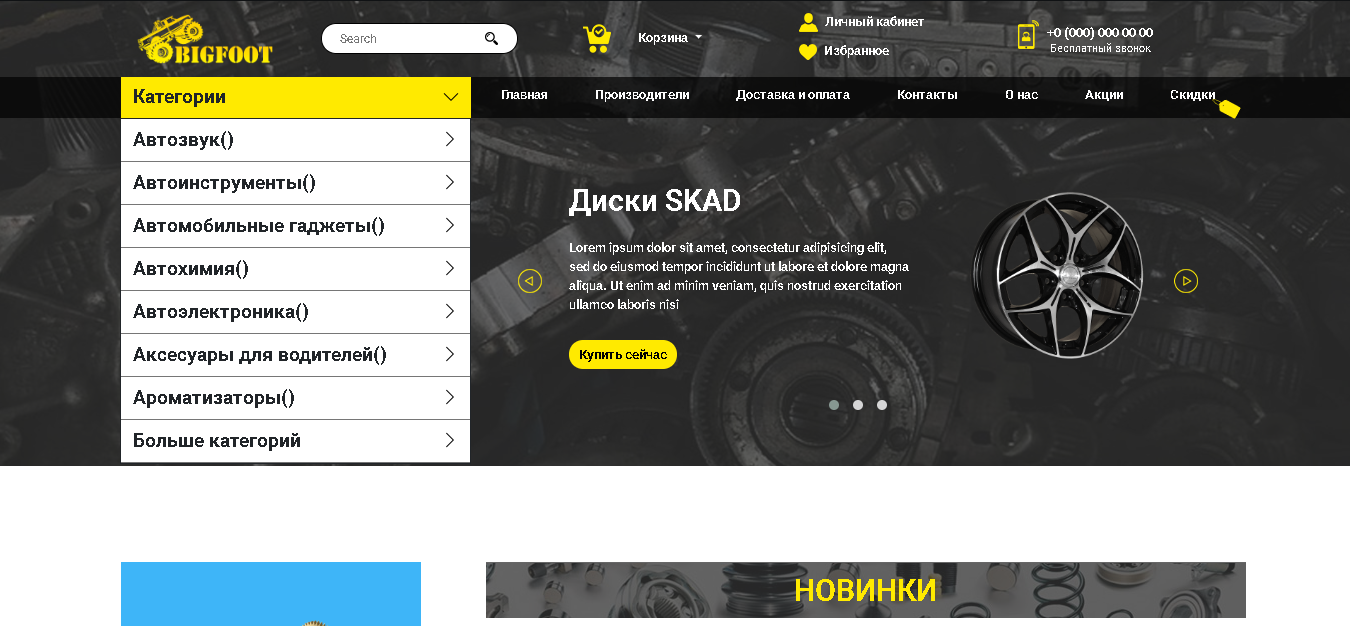 BIGFOOT
Search
Корзина
Личный кабинет
Избранное
+0 (000) 000 00 00
Бесплатный звонок
Категории
Главная
Производители
Доставка и оплата
Контакты
О нас
Акции
Скидки
Автозвук()
Автоинструменты()
Автомобильные гаджеты()
Автохимия()
Автоэлектроника()
Аксесуары для водителей()
Ароматизаторы()
Больше категорий
Диски SKAD
Lorem ipsum dolor sit amet, consectetur adipisicing elit,
sed do eiusmod tempor incididunt ut labore et dolore magna
aliqua. Ut enim ad minim veniam, quis nostrud exercitation
ullamco laboris nisi
Купить сейчас
НОВИНКИ